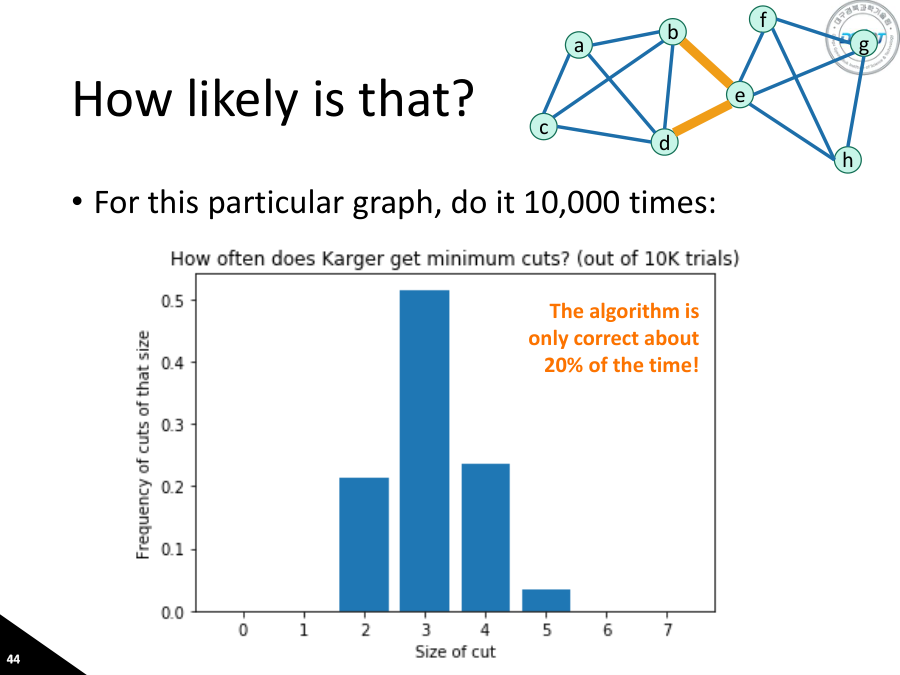 How likely is that?
a
b
c
d
e
f
g
h
• For this particular graph, do it 10,000 times:
How often does Karger get minimum cuts? (out of 10K trials)
The algorithm is
only correct about
20% of the time!
Frequency of cuts of that size
0.5
0.4
0.3
0.2
0.1
0.0
0 1 2 3 4 5 6 7
Size of cut
44